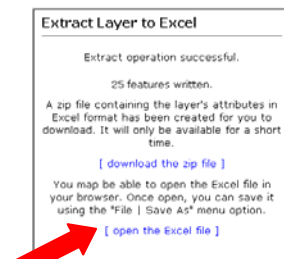 Extract Layer to Excel
Extract operation successful.
25 features written.
A zip file containing the layer's attributes in
Excel format has been created for you to
download. It will only be available for a short
time.
[ download the zip file ]
You map be able to open the Excel file in
your browser. Once open, you can save it
using the "File | Save As" menu option.
[ open the Excel file ]